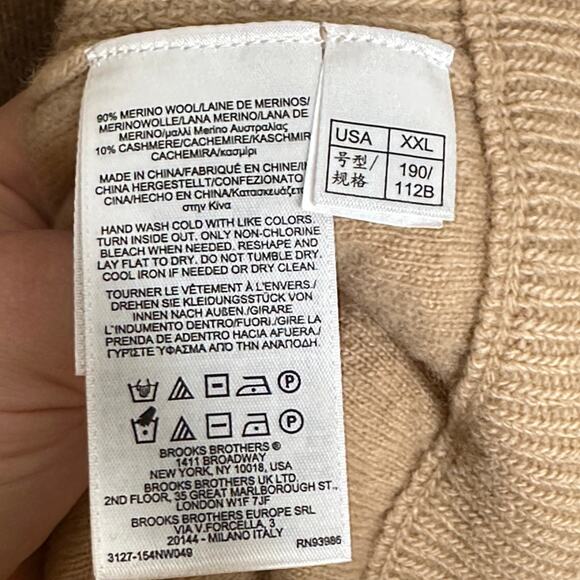 90% MERINO WOOL/LAINE DE MERINOS/
MERINOWOLLE/LANA MERINO/LANA DE
MERINO/μαλλί Merino Αυστραλίας
10% CASHMERE/CACHEMIRE/KASCHMIR
CACHEMIRA/κασμίρι
MADE IN CHINA/FABRIQUÉ EN CHINE/
CHINA HERGESTELLT/CONFEZIONATO
CINA/HECHO EN CHINA/Κατασκευάζετ
στην Κίνα
HAND WASH COLD WITH LIKE COLORS.
TURN INSIDE OUT. ONLY NON-CHLORINE
BLEACH WHEN NEEDED. RESHAPE AND
LAY FLAT TO DRY. DO NOT TUMBLE DRY.
COOL IRON IF NEEDED OR DRY CLEAN.
TOURNER LE VÊTEMENT À L'ENVERS./
DREHEN SIE KLEIDUNGSSTÜCK VON
INNEN NACH AUßEN./GIRARE
L'INDUMENTO DENTRO/FUORI./GIRE LA
PRENDA DE ADENTRO HACIA AFUERA./
ΓΥΡΙΣΤΕ ΥΦΑΣΜΑ ΑΠΟ ΤΗΝ ΑΝΑΠΟΔΗ.
P
P
BROOKS BROTHERS ®
1411 BROADWAY
NEW YORK, NY 10018, USA
BROOKS BROTHERS UK LTD.
2ND FLOOR, 35 GREAT MARLBOROUGH ST.,
LONDON W1F 7JF
BROOKS BROTHERS EUROPE SRL
VIA V.FORCELLA, 3
20144 - MILANO ITALY
3127-154NW049 RN93986
USA XXL
号型/ 190/
规格 112B